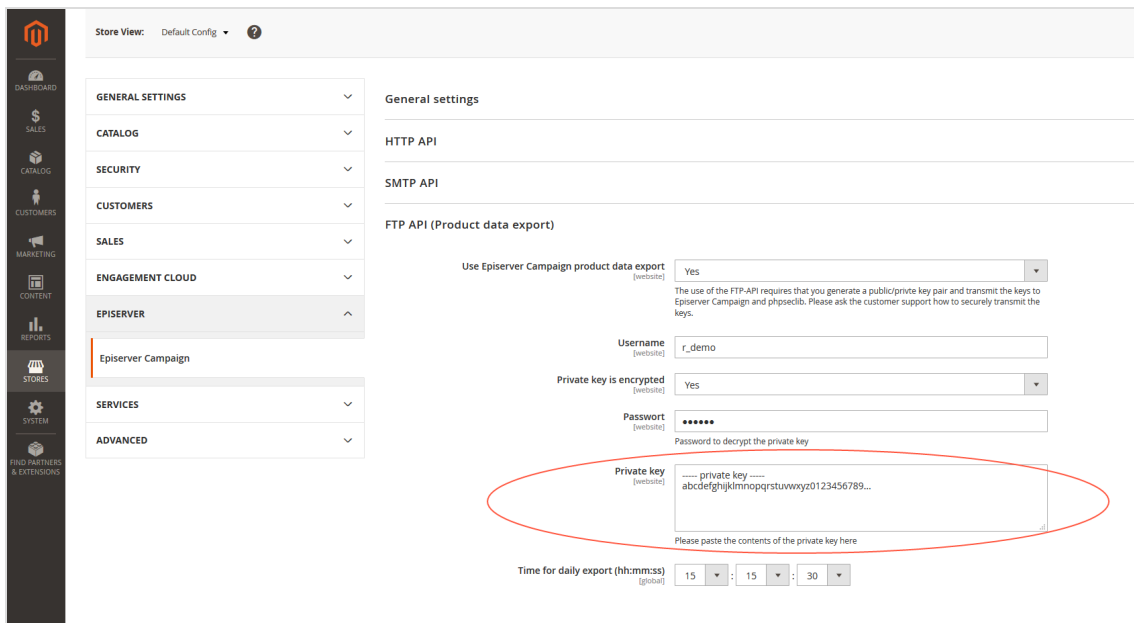 Store View: Default Config ?
DASHBOARD
$
SALES
CATALOG
CUSTOMERS
MARKETING
CONTENT
REPORTS
STORES
SYSTEM
FIND PARTNERS
& EXTENSIONS
GENERAL SETTINGS
CATALOG
SECURITY
CUSTOMERS
SALES
ENGAGEMENT CLOUD
EPISERVER
Episerver Campaign
SERVICES
ADVANCED
General settings
HTTP API
SMTP API
FTP API (Product data export)
Use Episerver Campaign product data export Yes
[website]
The use of the FTP-API requires that you generate a public/privte key pair and transmit the keys to
Episerver Campaign and phpseclib. Please ask the customer support how to securely transmit the
keys.
Username r_demo
[website]
Private key is encrypted Yes
[website]
Passwort ••••••
[website]
Password to decrypt the private key
Private key ----- private key -----
[website] abcdefghijklmnopqrstuvwxyz0123456789...
Please paste the contents of the private key here
Time for daily export (hh:mm:ss) 15 : 15 : 30
[global]